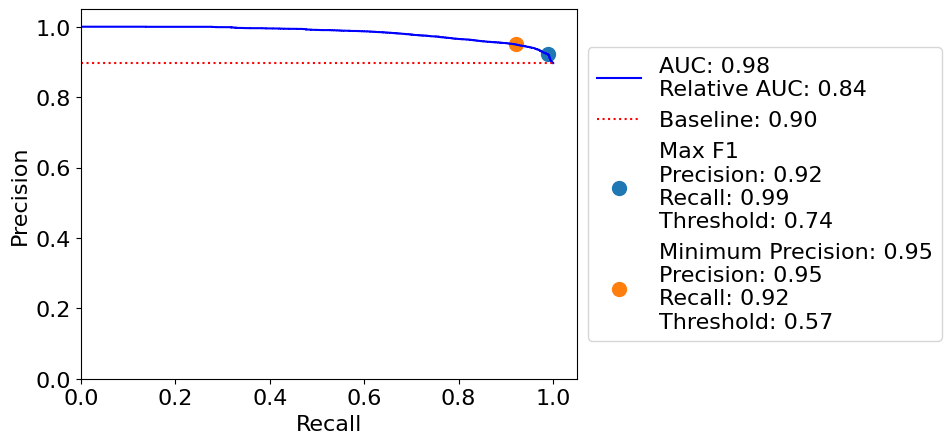 1.0
0.8
0.6
0.4
0.2
0.0
Precision
0.0 0.2 0.4 0.6 0.8 1.0
Recall
AUC: 0.98
Relative AUC: 0.84
Baseline: 0.90
Max F1
Precision: 0.92
Recall: 0.99
Threshold: 0.74
Minimum Precision: 0.95
Precision: 0.95
Recall: 0.92
Threshold: 0.57